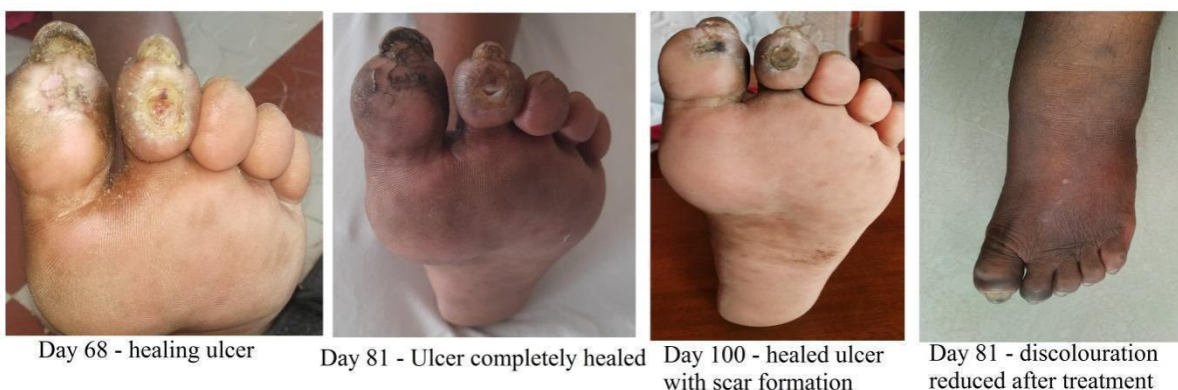 Day 68 - healing ulcer
Day 81 - Ulcer completely healed
Day 100 - healed ulcer
with scar formation
Day 81 - discolouration
reduced after treatment